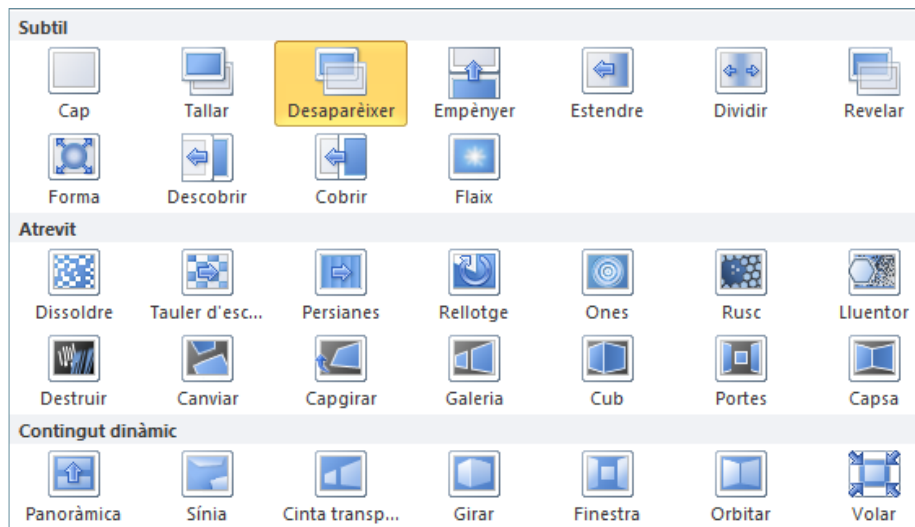 Subtil
Cap Tallar Desaparèixer Empènyer Estendre Dividir Revelar
Forma Descobrir Cobrir Flaix
Atrevit
Dissoldre Tauler d'esc... Persianes Rellotge Ones Rusc Lluentor
Destruir Canviar Capgirar Galeria Cub Portes Capsa
Contingut dinàmic
Panoràmica Sínia Cinta transp... Girar Finestra Orbitar Volar